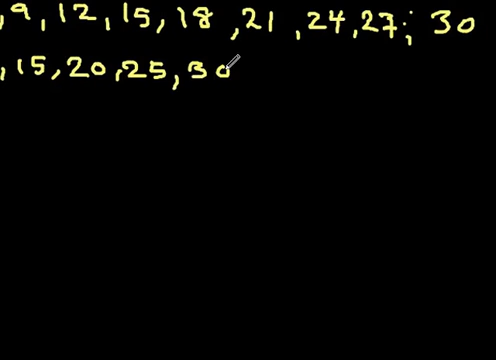 , 9, 12, 15, 18, 21, 24, 27, 30
, 15, 20, 25, 30